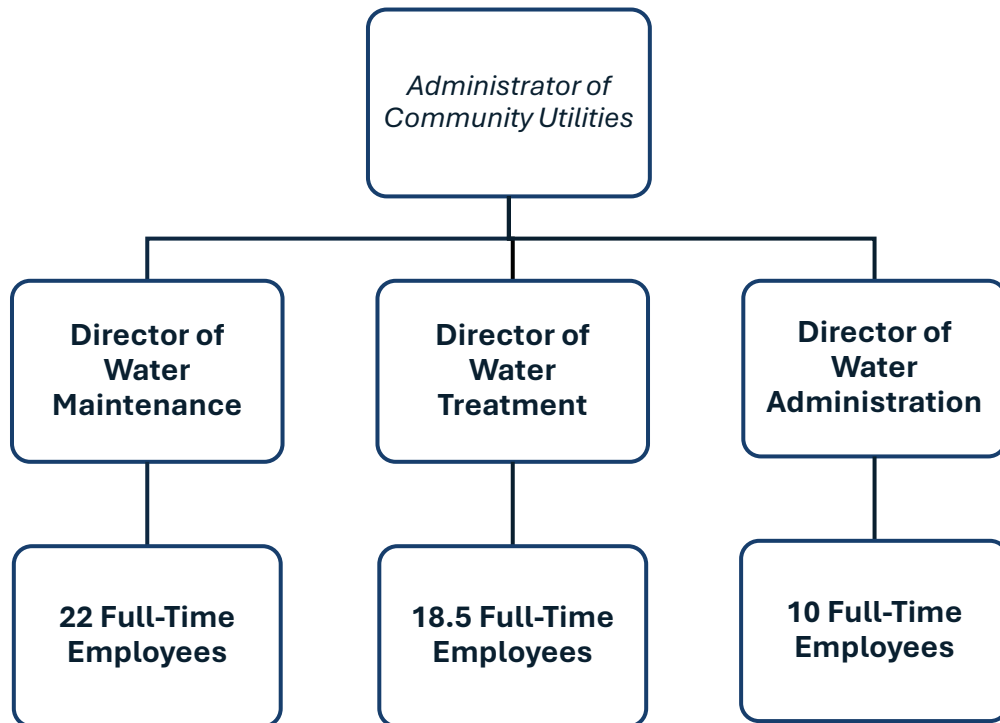 Administrator of
Community Utilities
Director of
Water
Maintenance
Director of
Water
Treatment
Director of
Water
Administration
22 Full-Time
Employees
18.5 Full-Time
Employees
10 Full-Time
Employees